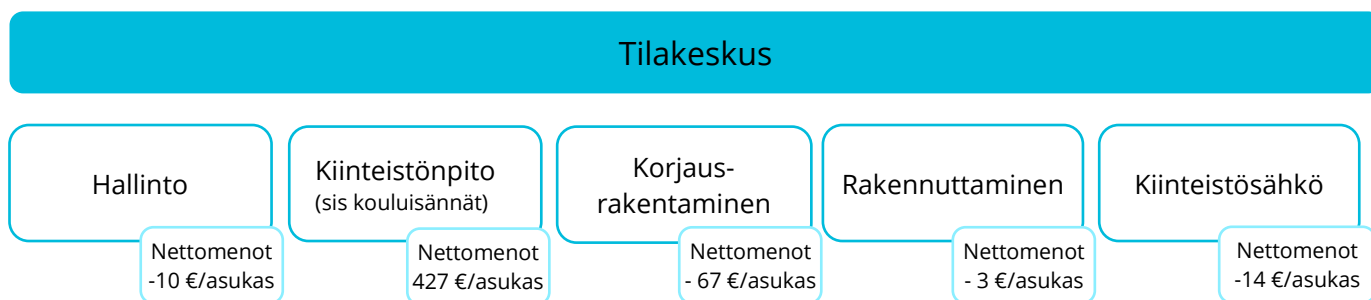 Tilakeskus
Hallinto
Nettomenot
-10 €/asukas
Kiinteistönpito
(sis kouluisännät)
Nettomenot
427 €/asukas
Korjaus-
rakentaminen
Nettomenot
- 67 €/asukas
Rakennuttaminen
Nettomenot
- 3 €/asukas
Kiinteistösähkö
Nettomenot
-14 €/asukas